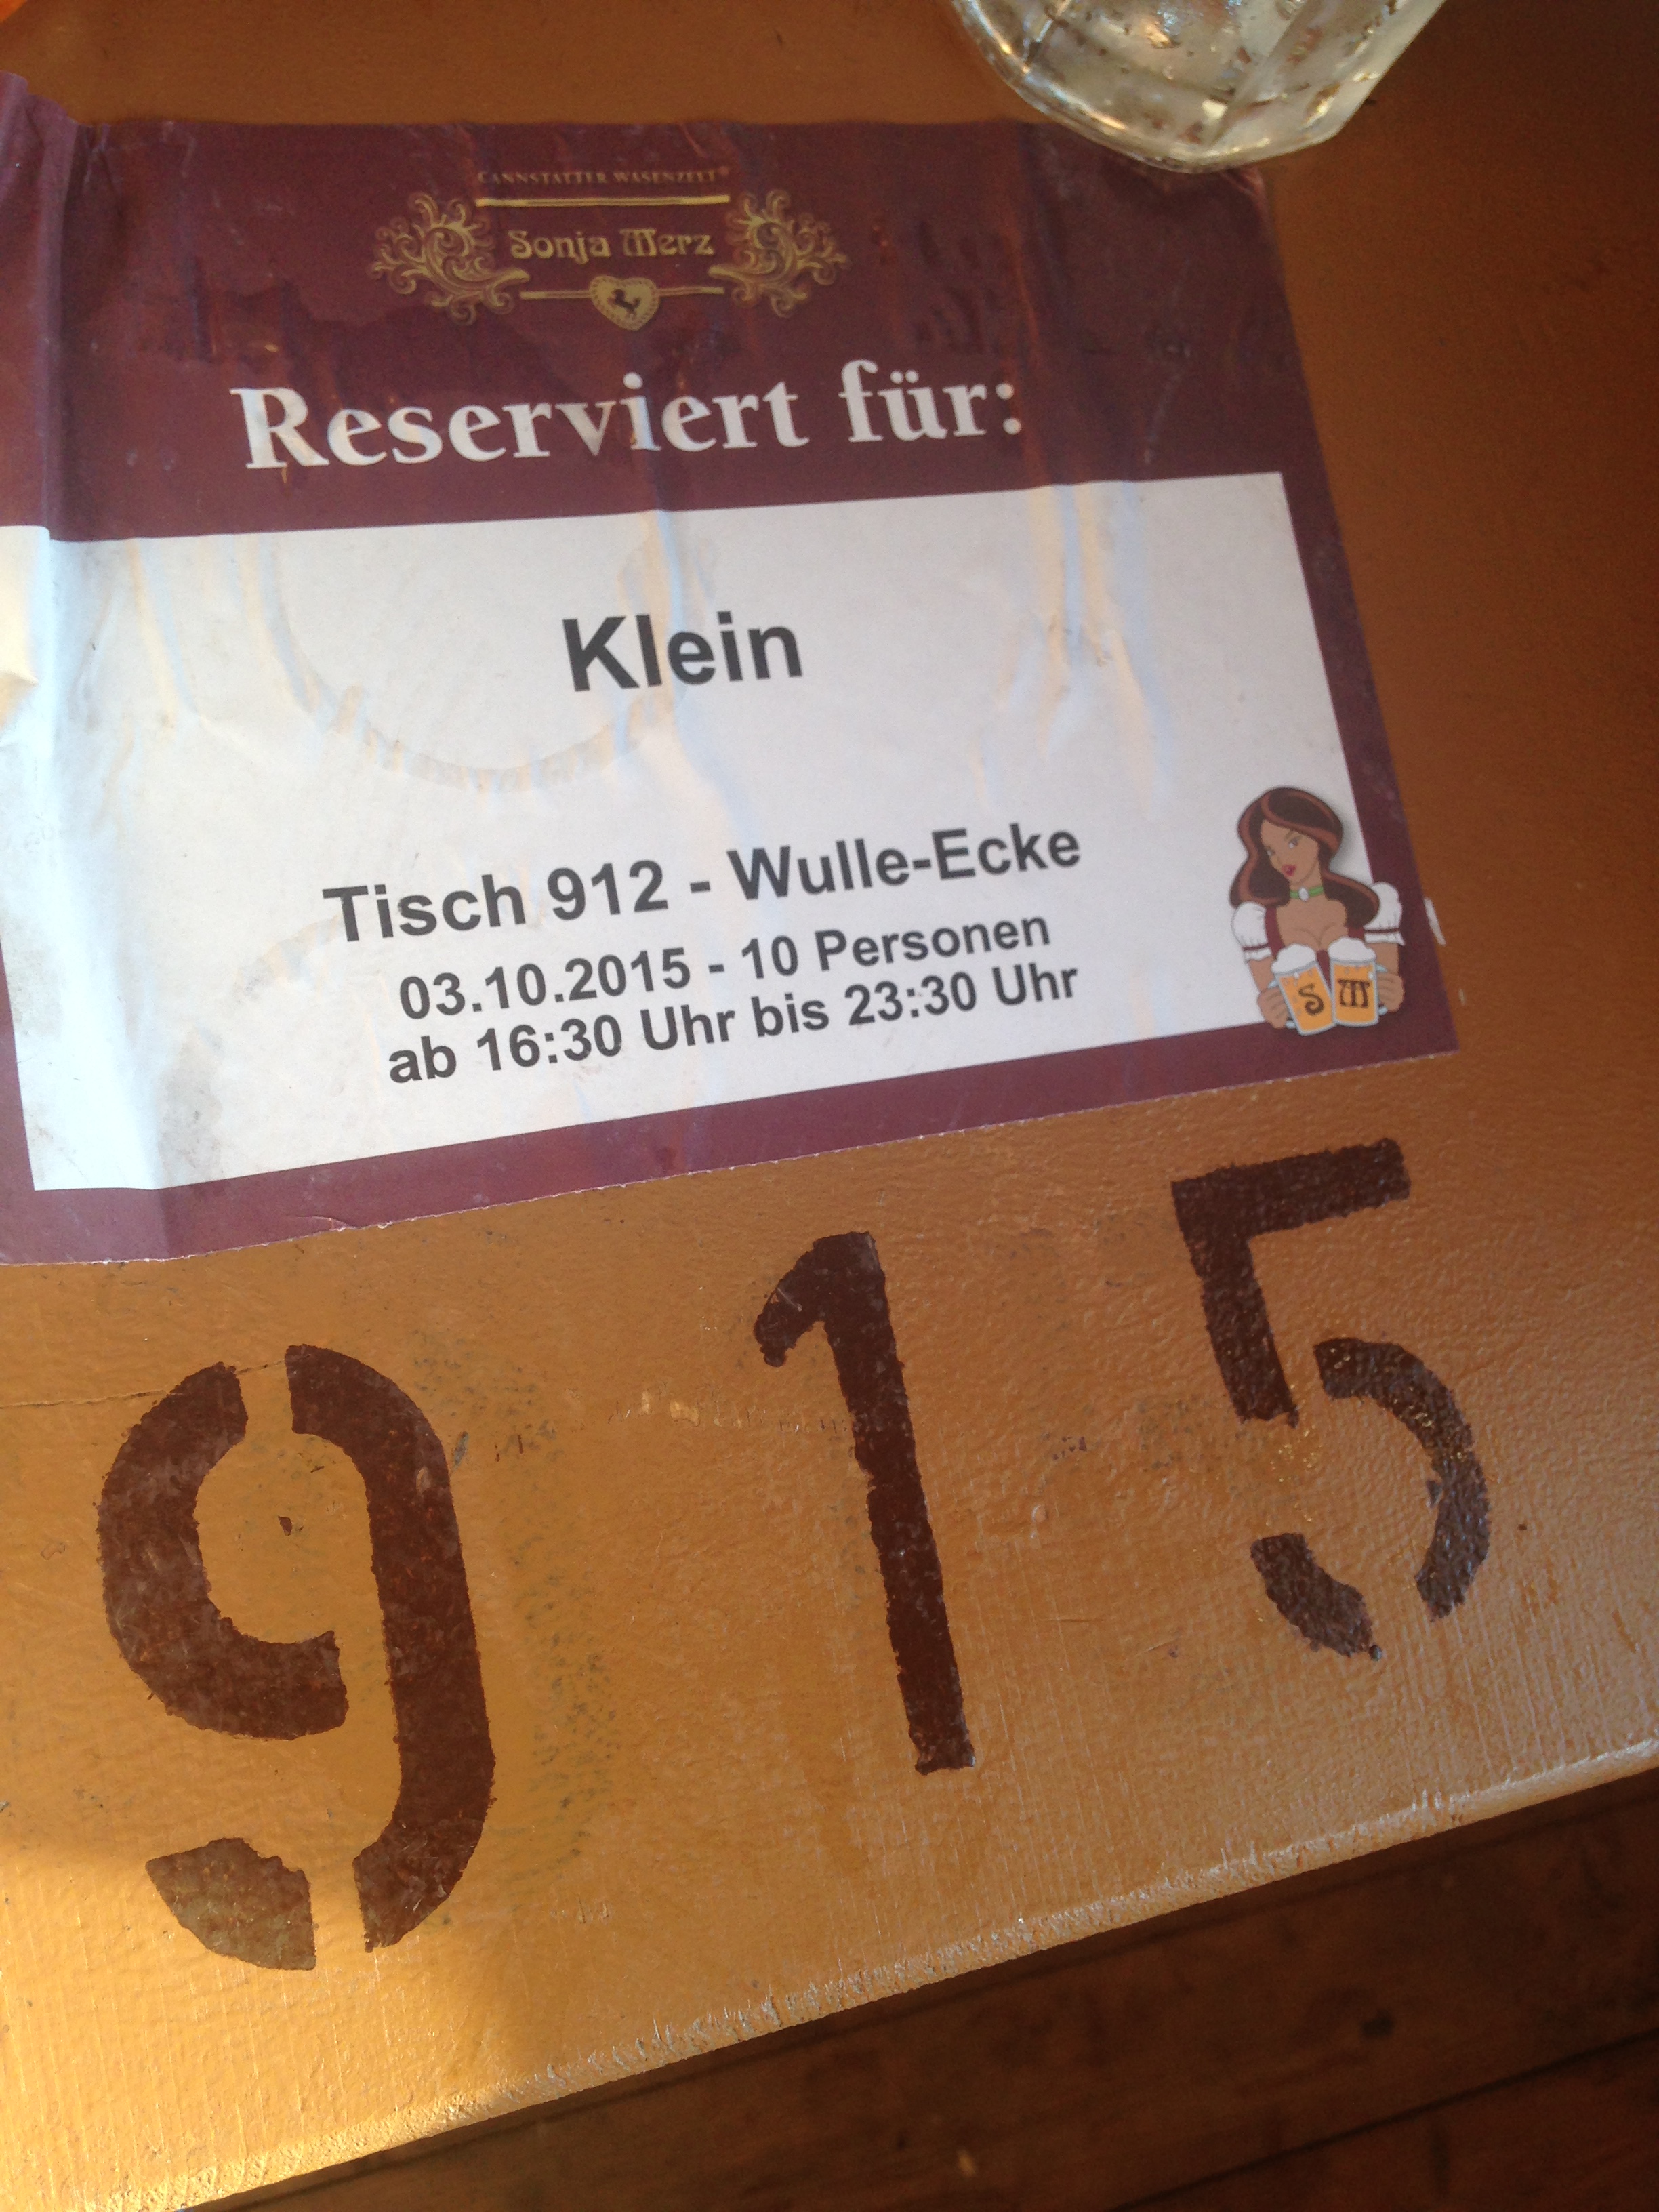 CANNSTATTER WASENZELT®
Sonja Merz
Reserviert für:
Klein
Tisch 912 - Wulle-Ecke
03.10.2015 - 10 Personen
ab 16:30 Uhr bis 23:30 Uhr
S M
915